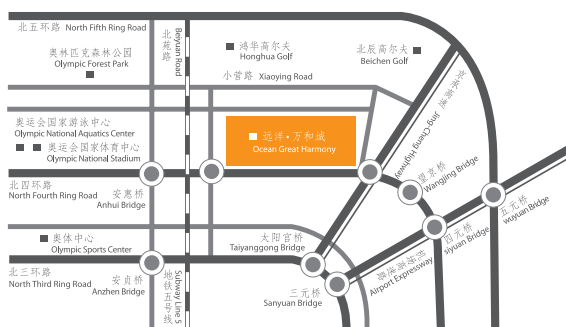 北五环路 North Fifth Ring Road
北苑路
Beiyuan Road
奥林匹克森林公园
Olympic Forest Park
鸿华高尔夫
Honghua Golf
北辰高尔夫
Beichen Golf
小营路 Xiaoying Road
京承高速 Jing-Cheng Highway
奥运会国家游泳中心
Olympic National Aquatics Center
奥运会国家体育中心
Olympic National Stadium
远洋·万和城
Ocean Great Harmony
北四环路
North Fourth Ring Road
安惠桥
Anhui Bridge
望京桥
Wangjing Bridge
五元桥
wuyuan Bridge
四元桥
siyuan Bridge
奥体中心
Olympic Sports Center
太阳宫桥
Taiyanggong Bridge
机场高速
Airport Expressway
北三环路
North Third Ring Road
安贞桥
Anzhen Bridge
地铁五号线
Subway Line 5
三元桥
Sanyuan Bridge